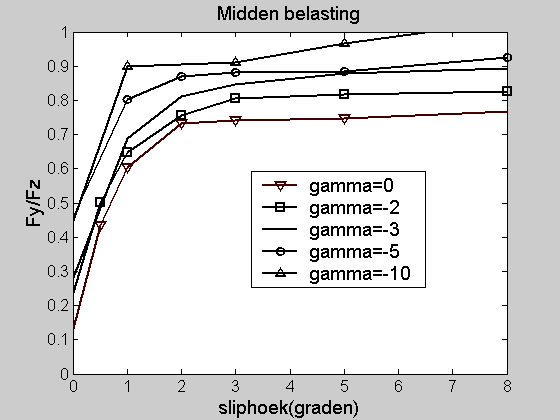 Midden belasting
1
0.9
0.8
0.7
0.6
0.5
0.4
0.3
0.2
0.1
0
Fy/Fz
gamma=0
gamma=-2
gamma=-3
gamma=-5
gamma=-10
0 1 2 3 4 5 6 7 8
sliphoek(graden)